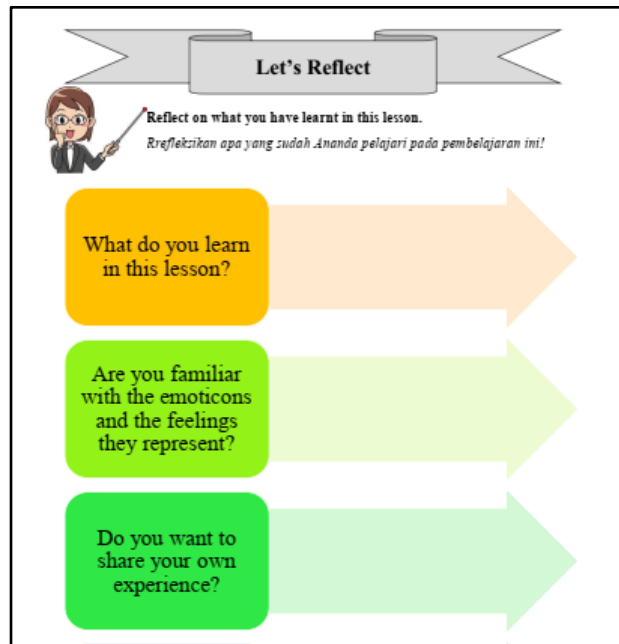 Let's Reflect
Reflect on what you have learnt in this lesson.
Rrefleksikan apa yang sudah Ananda pelajari pada pembelajaran ini!
What do you learn
in this lesson?
Are you familiar
with the emoticons
and the feelings
they represent?
Do you want to
share your own
experience?